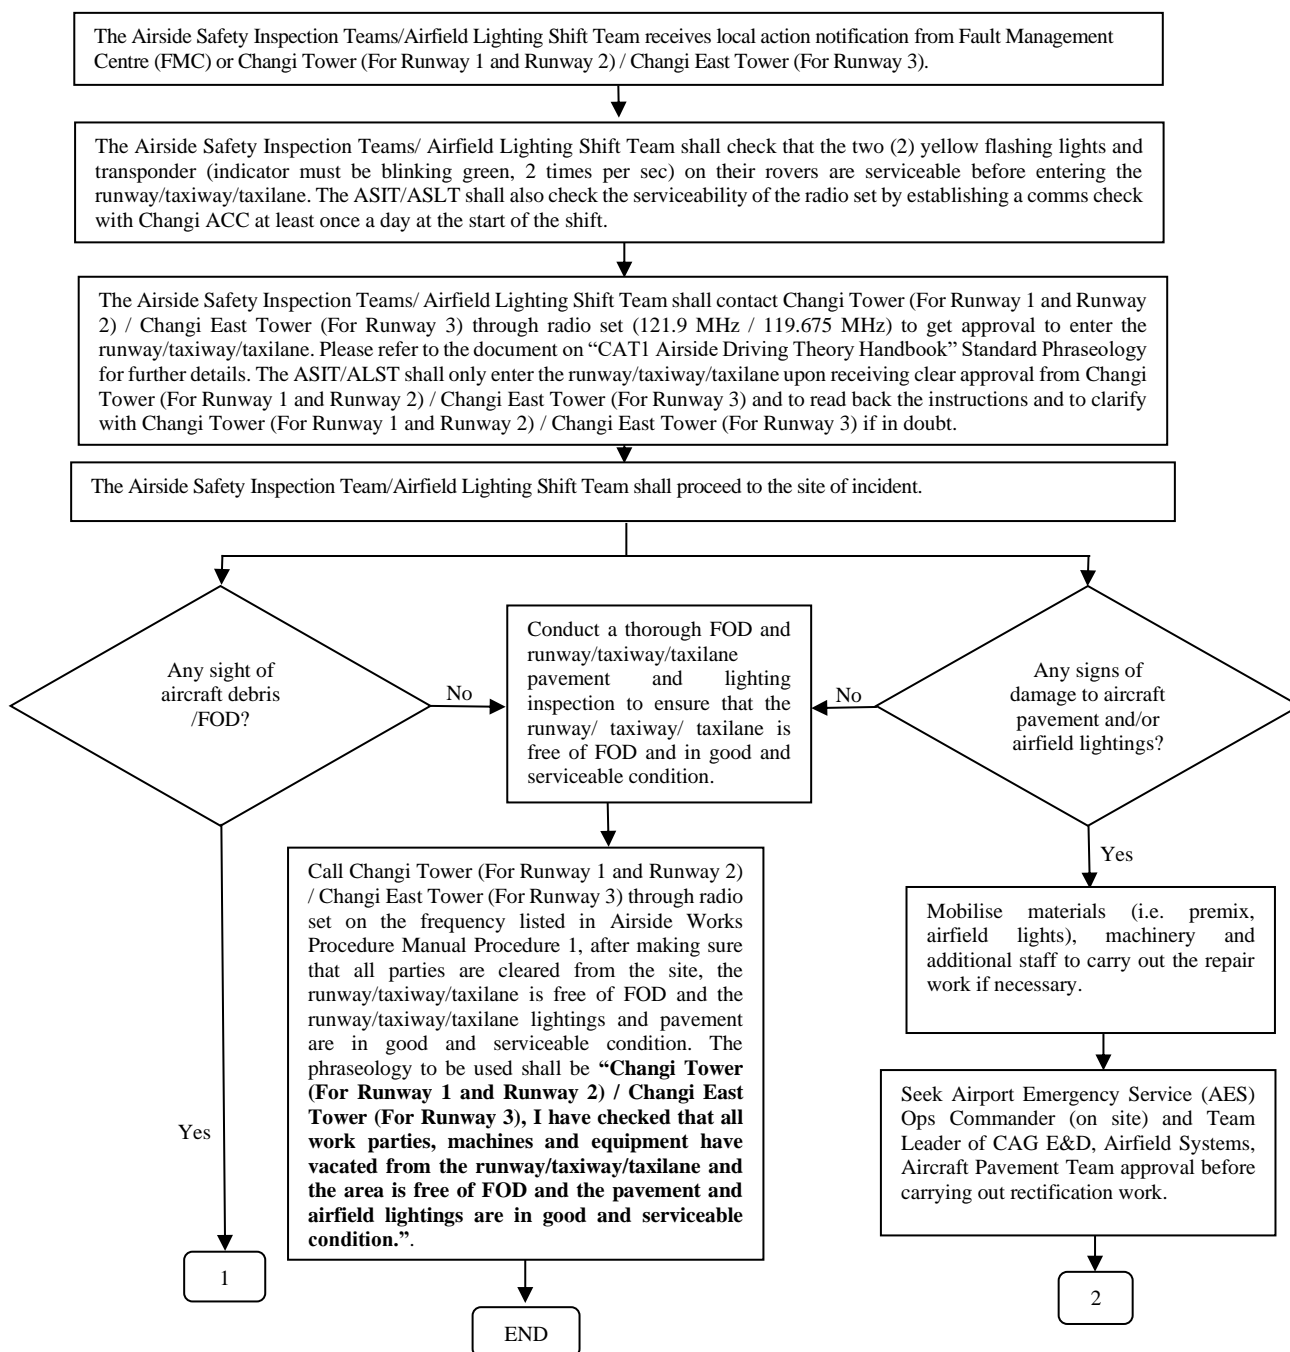 The Airside Safety Inspection Teams/Airfield Lighting Shift Team receives local action notification from Fault Management
Centre (FMC) or Changi Tower (For Runway 1 and Runway 2) / Changi East Tower (For Runway 3).
The Airside Safety Inspection Teams/ Airfield Lighting Shift Team shall check that the two (2) yellow flashing lights and
transponder (indicator must be blinking green, 2 times per sec) on their rovers are serviceable before entering the
runway/taxiway/taxilane. The ASIT/ASLT shall also check the serviceability of the radio set by establishing a comms check
with Changi ACC at least once a day at the start of the shift.
The Airside Safety Inspection Teams/ Airfield Lighting Shift Team shall contact Changi Tower (For Runway 1 and Runway
2) / Changi East Tower (For Runway 3) through radio set (121.9 MHz / 119.675 MHz) to get approval to enter the
runway/taxiway/taxilane. Please refer to the document on “CAT1 Airside Driving Theory Handbook” Standard Phraseology
for further details. The ASIT/ALST shall only enter the runway/taxiway/taxilane upon receiving clear approval from Changi
Tower (For Runway 1 and Runway 2) / Changi East Tower (For Runway 3) and to read back the instructions and to clarify
with Changi Tower (For Runway 1 and Runway 2) / Changi East Tower (For Runway 3) if in doubt.
The Airside Safety Inspection Team/Airfield Lighting Shift Team shall proceed to the site of incident.
Any sight of
aircraft debris
/FOD?
No
Conduct a thorough FOD and
runway/taxiway/taxilane
pavement and lighting
inspection to ensure that the
runway/ taxiway/ taxilane is
free of FOD and in good and
serviceable condition.
No
Any signs of
damage to aircraft
pavement and/or
airfield lightings?
Yes
Call Changi Tower (For Runway 1 and Runway 2)
/ Changi East Tower (For Runway 3) through radio
set on the frequency listed in Airside Works
Procedure Manual Procedure 1, after making sure
that all parties are cleared from the site, the
runway/taxiway/taxilane is free of FOD and the
runway/taxiway/taxilane lightings and pavement
are in good and serviceable condition. The
phraseology to be used shall be “Changi Tower
(For Runway 1 and Runway 2) / Changi East
Tower (For Runway 3), I have checked that all
work parties, machines and equipment have
vacated from the runway/taxiway/taxilane and
the area is free of FOD and the pavement and
airfield lightings are in good and serviceable
condition.”.
Mobilise materials (i.e. premix,
airfield lights), machinery and
additional staff to carry out the repair
work if necessary.
Seek Airport Emergency Service (AES)
Ops Commander (on site) and Team
Leader of CAG E&D, Airfield Systems,
Aircraft Pavement Team approval before
carrying out rectification work.
Yes
1
END
2